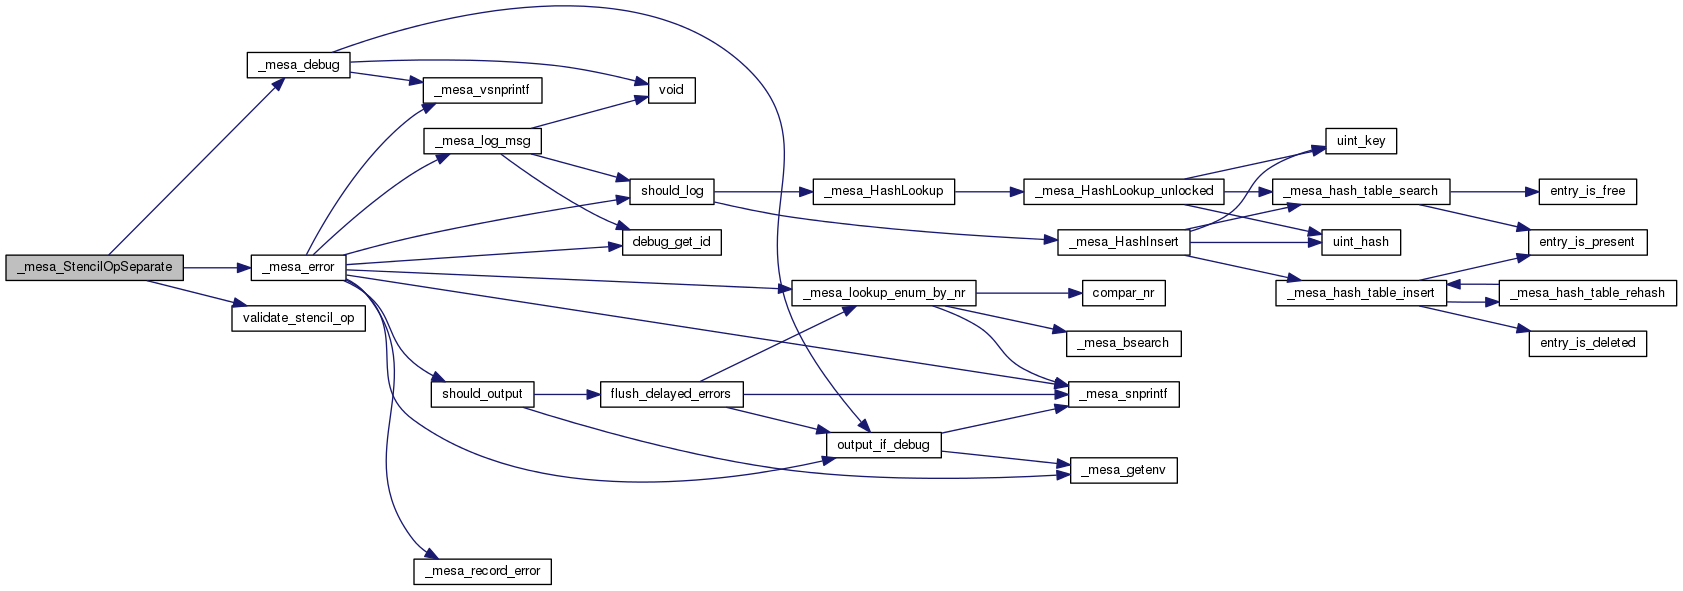 _mesa_debug
_mesa_vsnprintf
void
_mesa_log_msg
uint_key
should_log
_mesa_HashLookup
_mesa_HashLookup_unlocked
_mesa_hash_table_search
entry_is_free
debug_get_id
_mesa_HashInsert
uint_hash
entry_is_present
_mesa_StencilOpSeparate
_mesa_error
_mesa_lookup_enum_by_nr
compar_nr
_mesa_hash_table_insert
_mesa_hash_table_rehash
validate_stencil_op
_mesa_bsearch
entry_is_deleted
should_output
flush_delayed_errors
_mesa_snprintf
output_if_debug
_mesa_getenv
_mesa_record_error